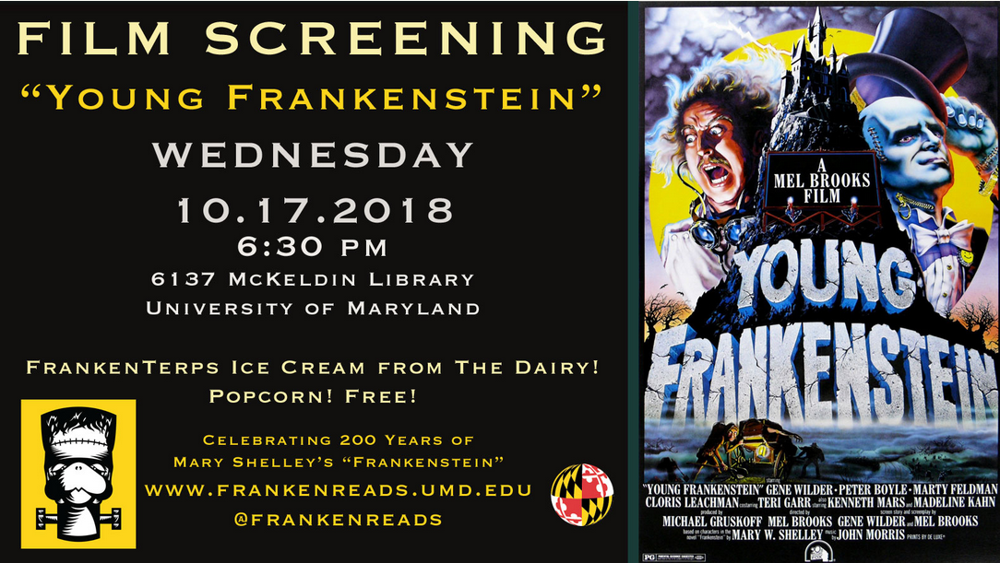 FILM SCREENING
“YOUNG FRANKENSTEIN”
WEDNESDAY
10.17.2018
6:30 PM
6137 MCKELDIN LIBRARY
UNIVERSITY OF MARYLAND
FRANKENTERPS ICE CREAM FROM THE DAIRY!
POPCORN! FREE!
CELEBRATING 200 YEARS OF
MARY SHELLEY’S “FRANKENSTEIN”
WWW.FRANKENREADS.UMD.EDU
@FRANKENREADS
A
MEL BROOKS
FILM
YOUNG
FRANKENSTEIN
starring
"YOUNG FRANKENSTEIN" GENE WILDER • PETER BOYLE • MARTY FELDMAN
CLORIS LEACHMAN costarring TERI GARR also starring KENNETH MARS and MADELINE KAHN
produced by directed by screen story and screenplay by
MICHAEL GRUSKOFF MEL BROOKS GENE WILDER and MEL BROOKS
based on characters in the novel "Frankenstein" by MARY W. SHELLEY music by JOHN MORRIS PRINTS BY DE LUXE®
PG